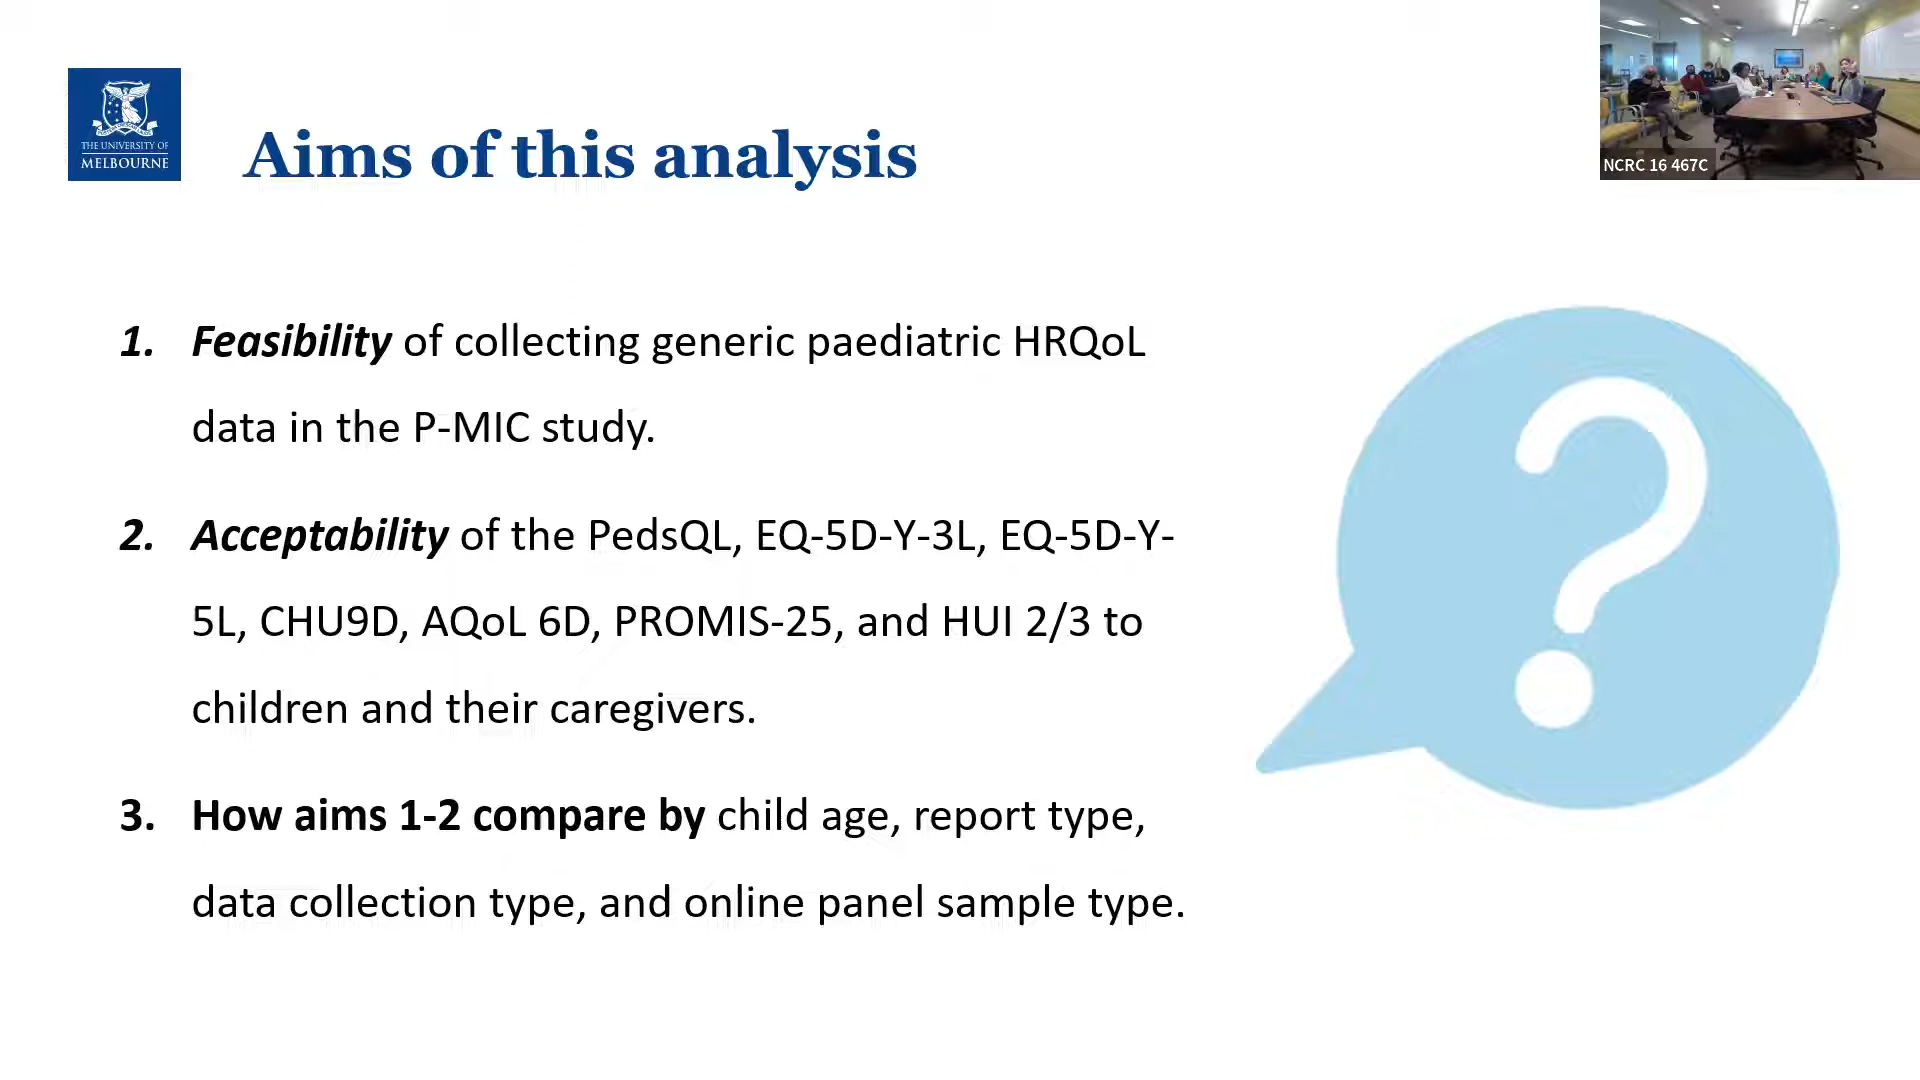 THE UNIVERSITY OF
MELBOURNE
Aims of this analysis
NCRC 16 467C
1. Feasibility of collecting generic paediatric HRQoL
data in the P-MIC study.
2. Acceptability of the PedsQL, EQ-5D-Y-3L, EQ-5D-Y-
5L, CHU9D, AQoL 6D, PROMIS-25, and HUI 2/3 to
children and their caregivers.
3. How aims 1-2 compare by child age, report type,
data collection type, and online panel sample type.